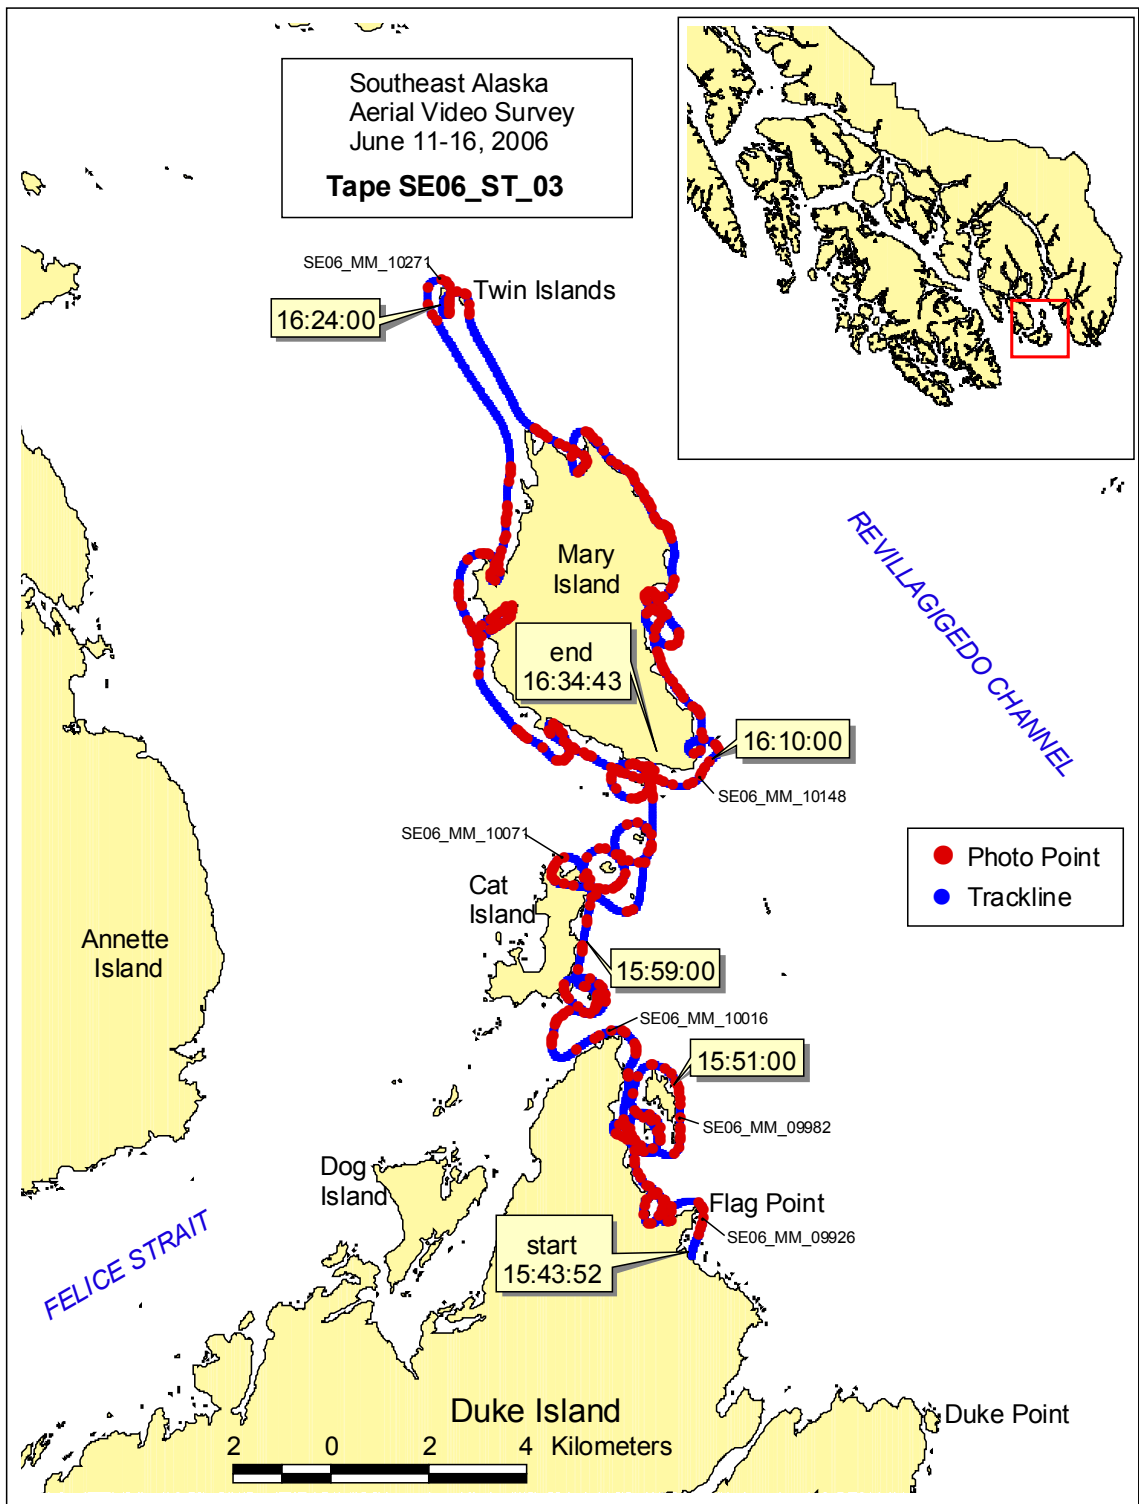 Southeast Alaska
Aerial Video Survey
June 11-16, 2006
Tape SE06_ST_03
SE06_MM_10271
Twin Islands
16:24:00
Mary
Island
REVILLAGIGEDO CHANNEL
end
16:34:43
16:10:00
SE06_MM_10148
SE06_MM_10071
Photo Point
Trackline
Cat
Island
Annette
Island
15:59:00
SE06_MM_10016
15:51:00
SE06_MM_09982
Dog
Island
Flag Point
SE06_MM_09926
start
15:43:52
FELICE STRAIT
Duke Island
Duke Point
2 0 2 4 Kilometers